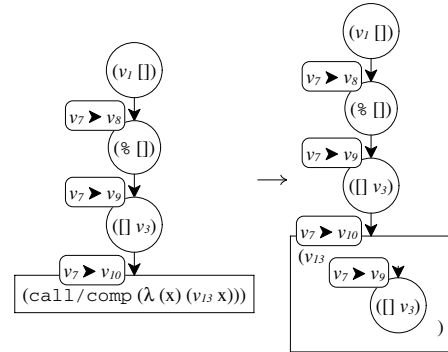 (v₁ [])
v₇ ➤ v₈
(% [])
v₇ ➤ v₉
([] v₃)
v₇ ➤ v₁₀
(call/comp (λ (x) (v₁₃ x)))
→
(v₁ [])
v₇ ➤ v₈
(% [])
v₇ ➤ v₉
([] v₃)
v₇ ➤ v₁₀
(v₁₃
v₇ ➤ v₉
([] v₃)
)